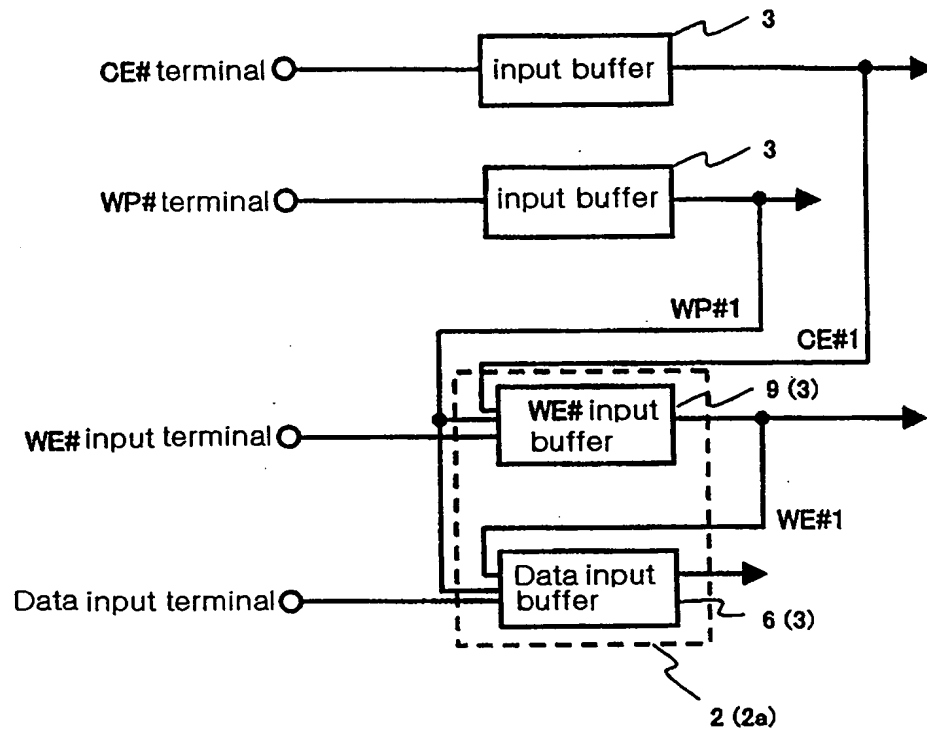 3
CE# terminal
input buffer
3
WP# terminal
input buffer
WP#1
CE#1
9 (3)
WE# input
buffer
WE# input terminal
WE#1
Data input
buffer
Data input terminal
6 (3)
2 (2a)